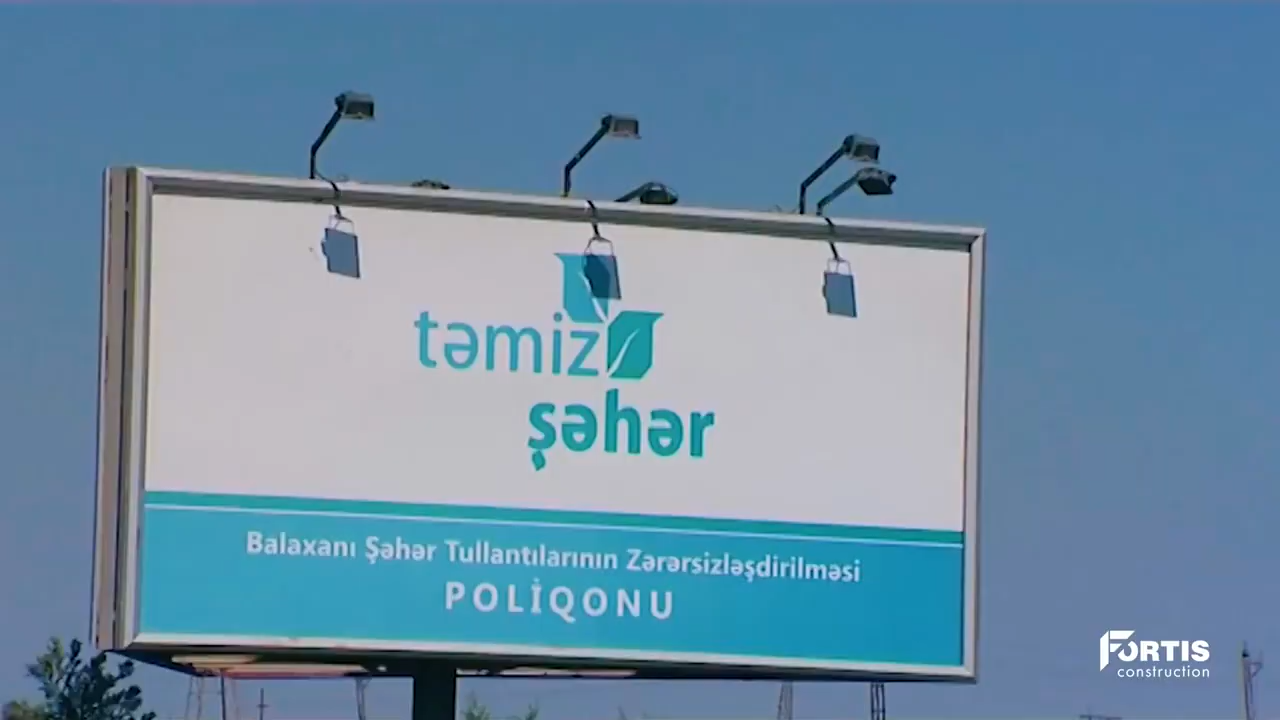 təmiz
şəhər
Balaxanı Şəhər Tullantılarının Zərərsizləşdirilməsi
POLİQONU
FORTIS
construction